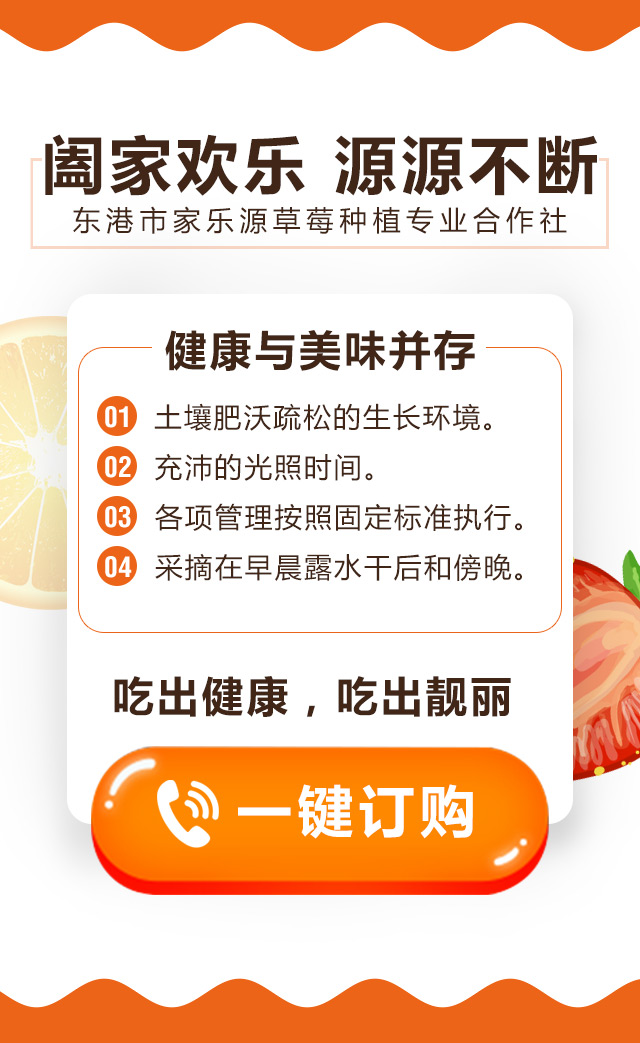 阖家欢乐 源源不断
东港市家乐源草莓种植专业合作社
健康与美味并存
01 土壤肥沃疏松的生长环境。
02 充沛的光照时间。
03 各项管理按照固定标准执行。
04 采摘在早晨露水干后和傍晚。
吃出健康，吃出靓丽
一键订购